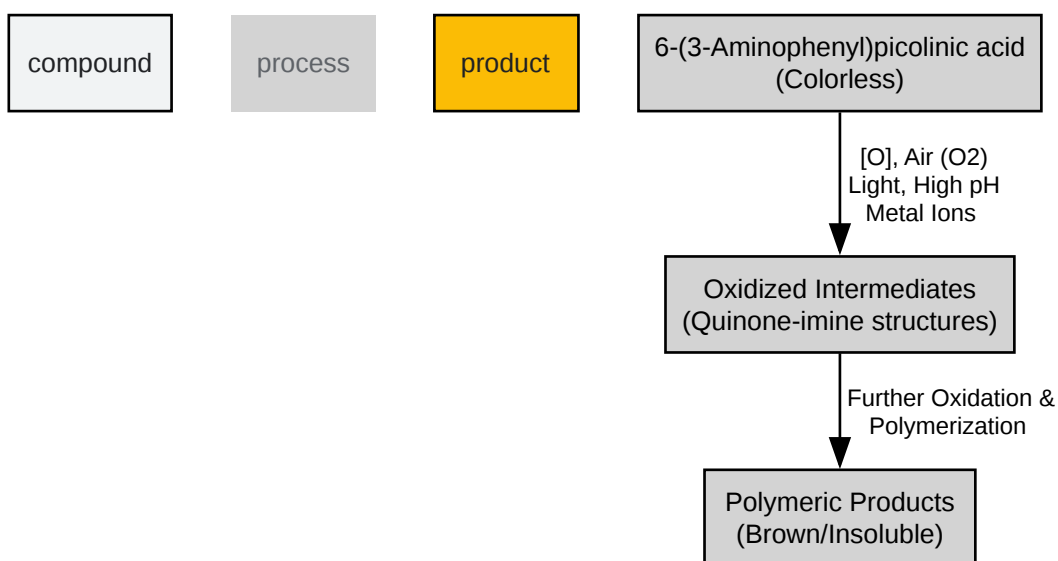 compound
process
product
6-(3-Aminophenyl)picolinic acid
(Colorless)
[O], Air (O2)
Light, High pH
Metal Ions
Oxidized Intermediates
(Quinone-imine structures)
Further Oxidation &
Polymerization
Polymeric Products
(Brown/Insoluble)